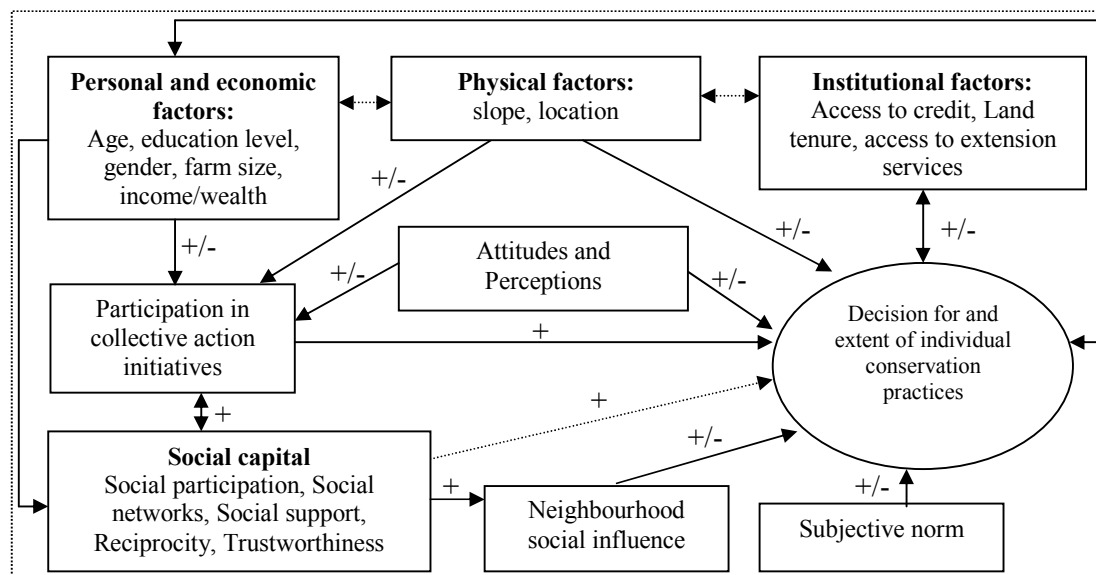 Personal and economic
factors:
Age, education level,
gender, farm size,
income/wealth
Physical factors:
slope, location
Institutional factors:
Access to credit, Land
tenure, access to extension
services
+/-
+/-
+/-
+/-
Attitudes and
Perceptions
+/-
+/-
Participation in
collective action
initiatives
+
Decision for and
extent of individual
conservation
practices
+
+
Social capital
Social participation, Social
networks, Social support,
Reciprocity, Trustworthiness
+
+/-
Neighbourhood
social influence
+/-
Subjective norm